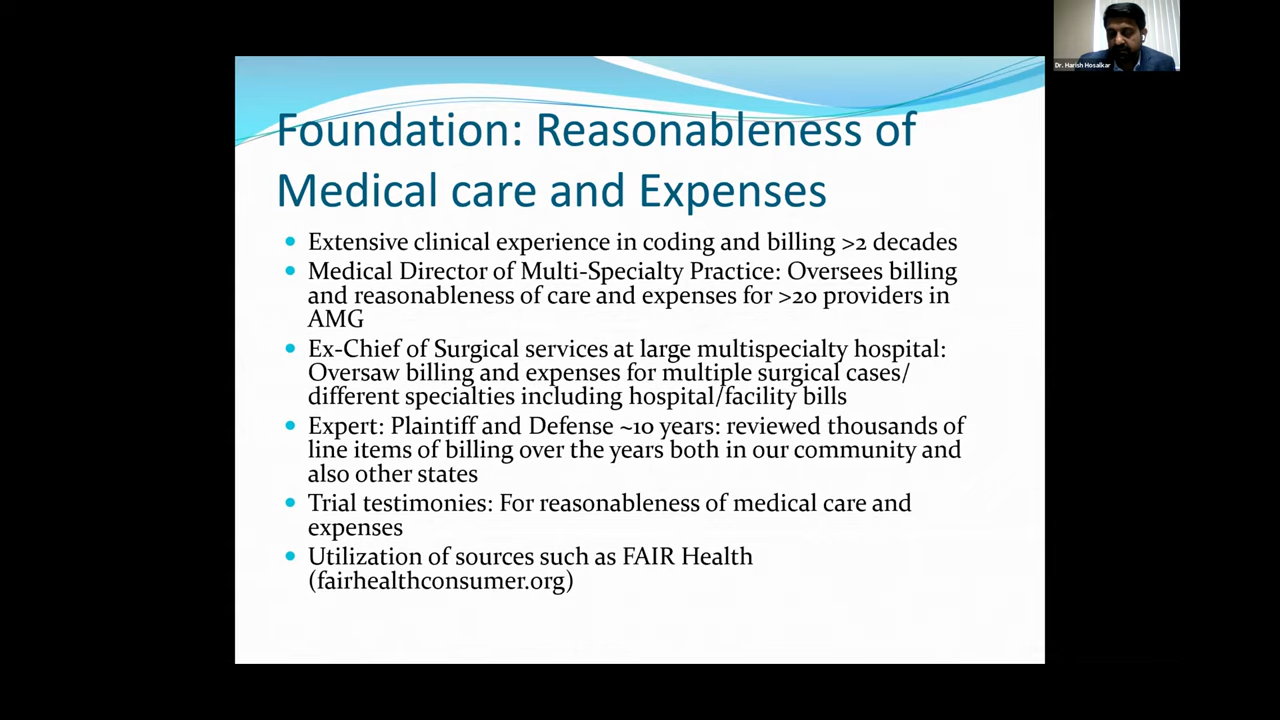 Dr. Harish Hosalkar
Foundation: Reasonableness of
Medical care and Expenses
• Extensive clinical experience in coding and billing >2 decades
• Medical Director of Multi-Specialty Practice: Oversees billing
and reasonableness of care and expenses for >20 providers in
AMG
• Ex-Chief of Surgical services at large multispecialty hospital:
Oversaw billing and expenses for multiple surgical cases/
different specialties including hospital/facility bills
• Expert: Plaintiff and Defense ~10 years: reviewed thousands of
line items of billing over the years both in our community and
also other states
• Trial testimonies: For reasonableness of medical care and
expenses
• Utilization of sources such as FAIR Health
(fairhealthconsumer.org)